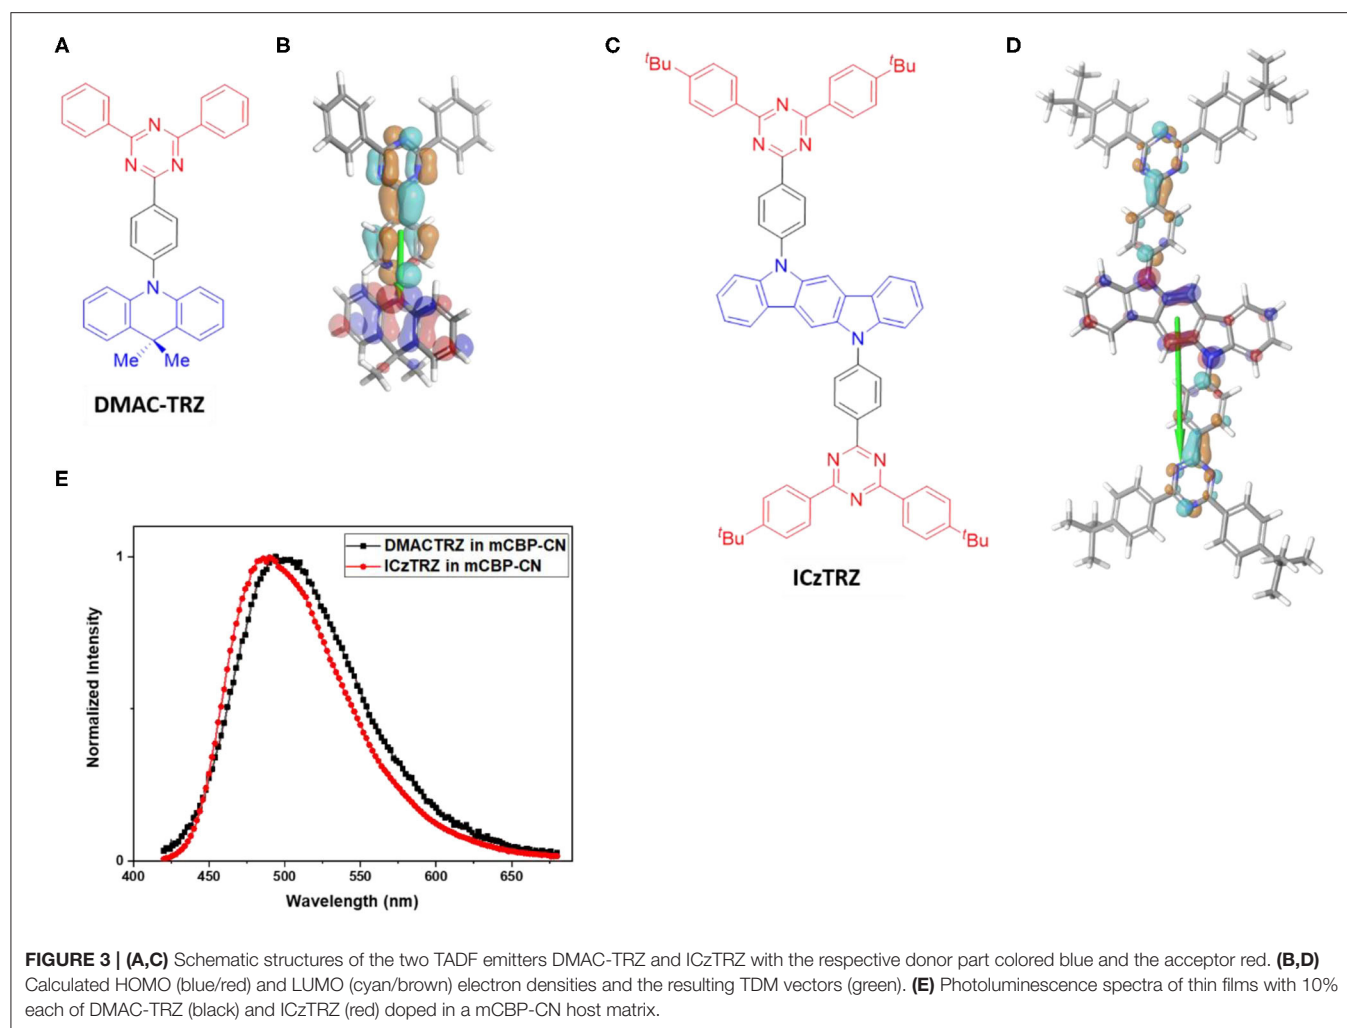 A
B
C
D
N
N
N
N
Me
Me
DMAC-TRZ
tBu
tBu
N
N
N
N
N
N
N
N
tBu
tBu
ICzTRZ
E
DMACTRZ in mCBP-CN
ICzTRZ in mCBP-CN
1
0
Normalized Intensity
400
450
500
550
600
650
Wavelength (nm)
FIGURE 3 | (A,C) Schematic structures of the two TADF emitters DMAC-TRZ and ICzTRZ with the respective donor part colored blue and the acceptor red. (B,D)
Calculated HOMO (blue/red) and LUMO (cyan/brown) electron densities and the resulting TDM vectors (green). (E) Photoluminescence spectra of thin films with 10%
each of DMAC-TRZ (black) and ICzTRZ (red) doped in a mCBP-CN host matrix.